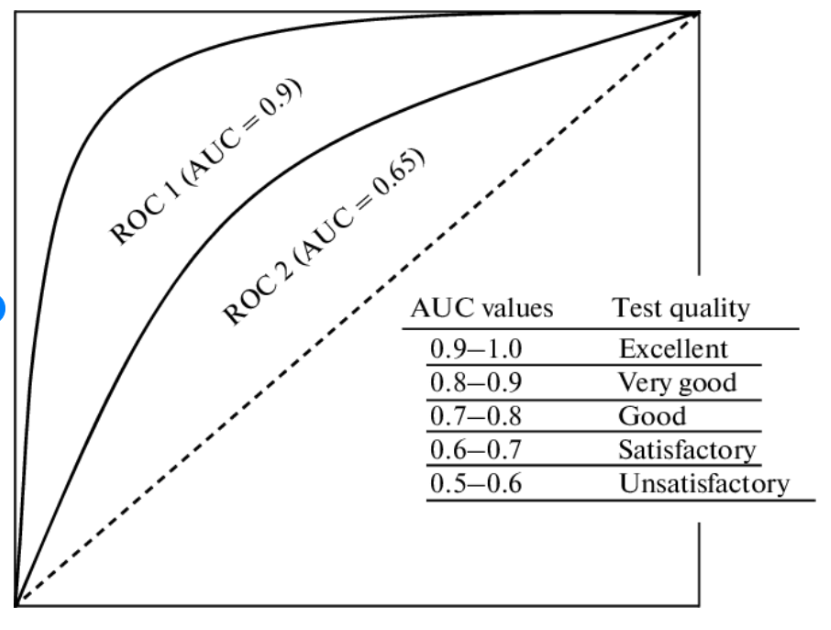 ROC 1 (AUC = 0.9)
ROC 2 (AUC = 0.65)
AUC values Test quality
0.9–1.0 Excellent
0.8–0.9 Very good
0.7–0.8 Good
0.6–0.7 Satisfactory
0.5–0.6 Unsatisfactory